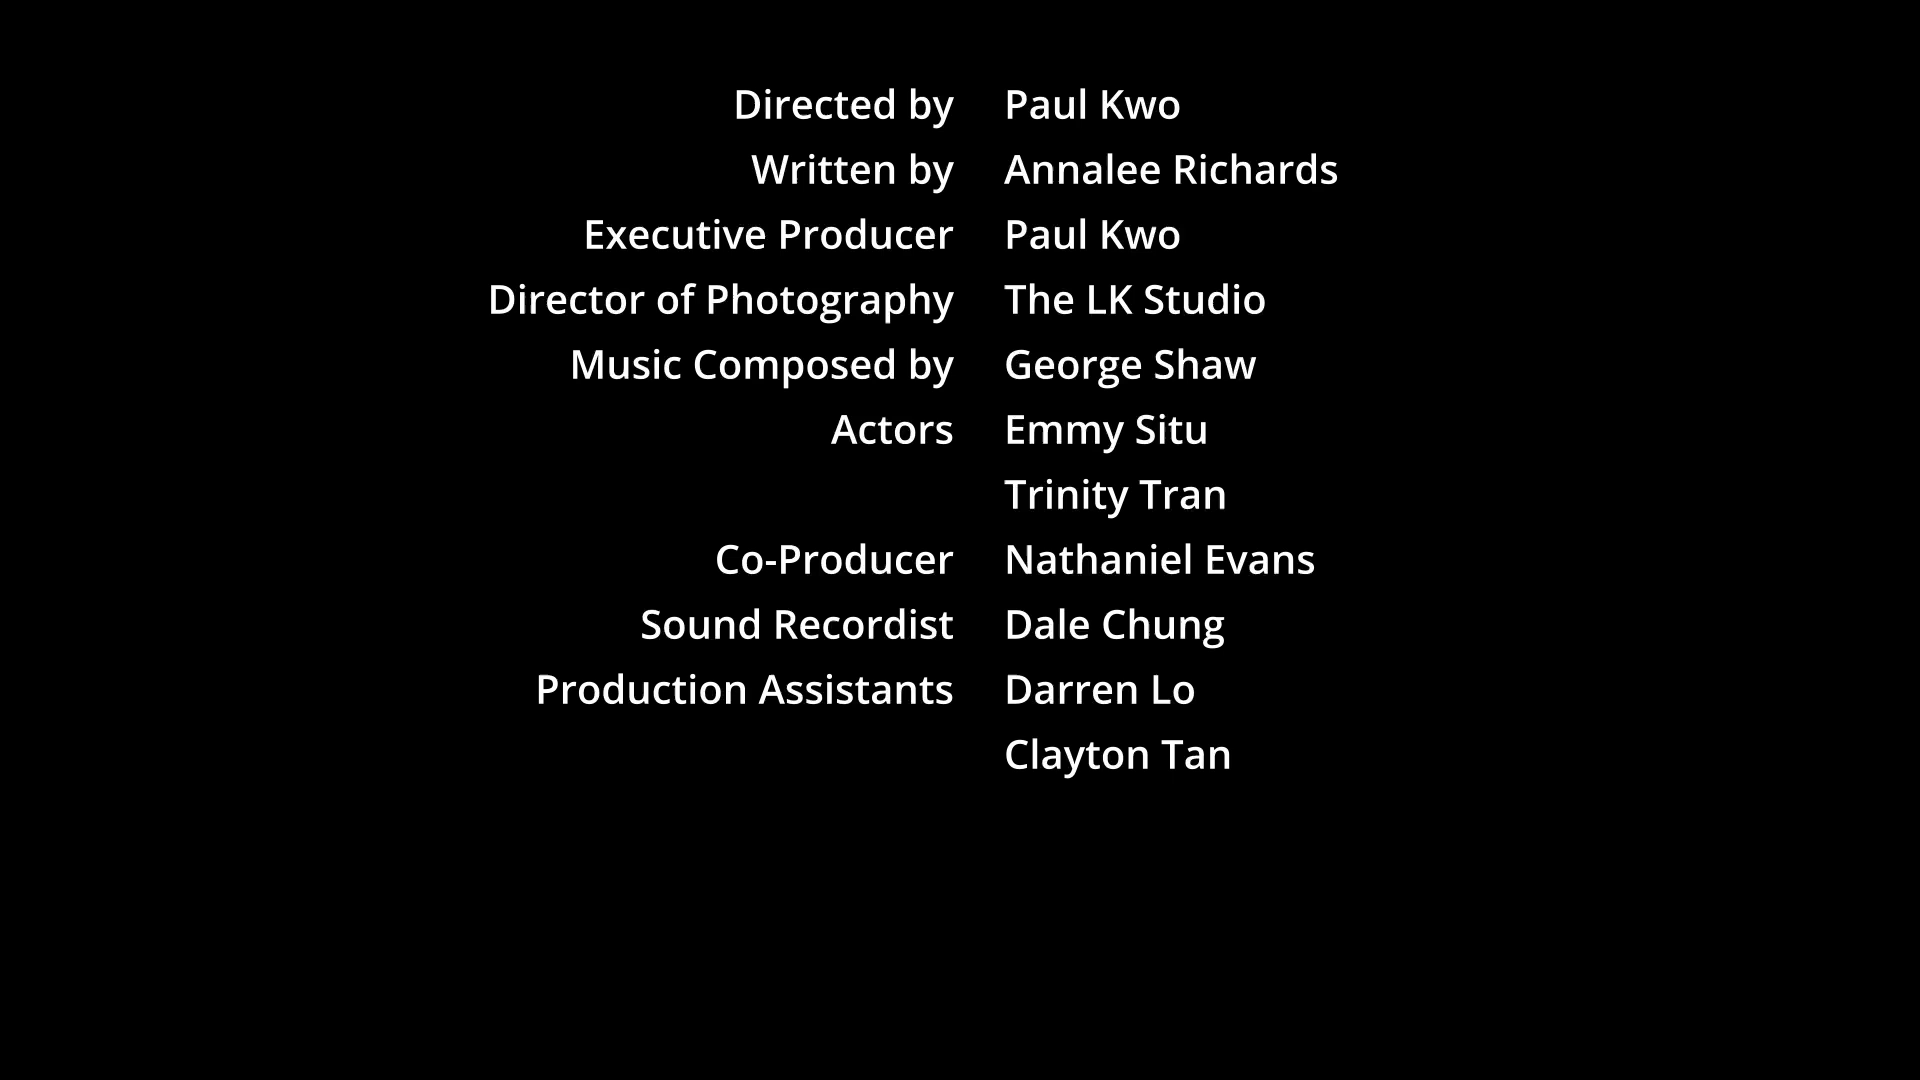 Directed by Paul Kwo
Written by Annalee Richards
Executive Producer Paul Kwo
Director of Photography The LK Studio
Music Composed by George Shaw
Actors Emmy Situ
Trinity Tran
Co-Producer Nathaniel Evans
Sound Recordist Dale Chung
Production Assistants Darren Lo
Clayton Tan